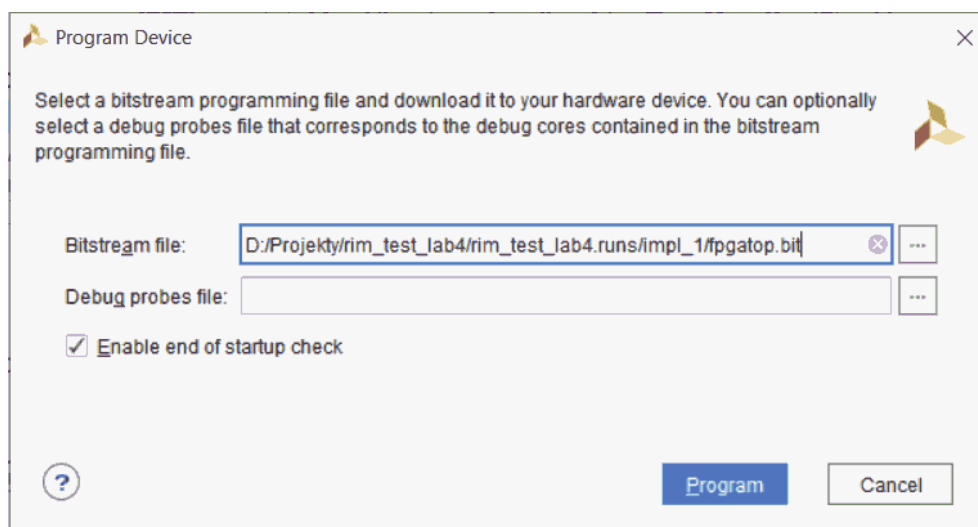 Program Device
Select a bitstream programming file and download it to your hardware device. You can optionally
select a debug probes file that corresponds to the debug cores contained in the bitstream
programming file.
Bitstream file: D:/Projekty/rim_test_lab4/rim_test_lab4.runs/impl_1/fpgatop.bit ...
Debug probes file: ...
Enable end of startup check
? Program Cancel